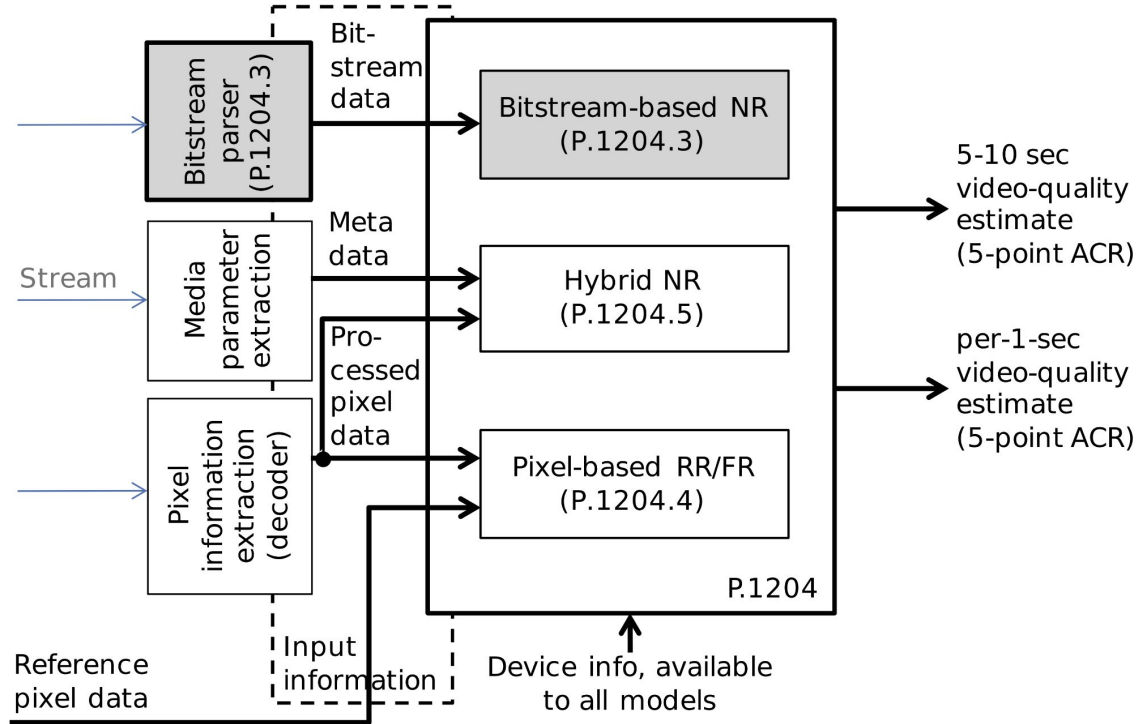 Bitstream
parser
(P.1204.3)
Bit-
stream
data
Bitstream-based NR
(P.1204.3)
5-10 sec
video-quality
estimate
(5-point ACR)
Stream
Media
parameter
extraction
Meta
data
Hybrid NR
(P.1204.5)
Pro-
cessed
pixel
data
per-1-sec
video-quality
estimate
(5-point ACR)
Pixel
information
extraction
(decoder)
Pixel-based RR/FR
(P.1204.4)
P.1204
Input
information
Reference
pixel data
Device info, available
to all models